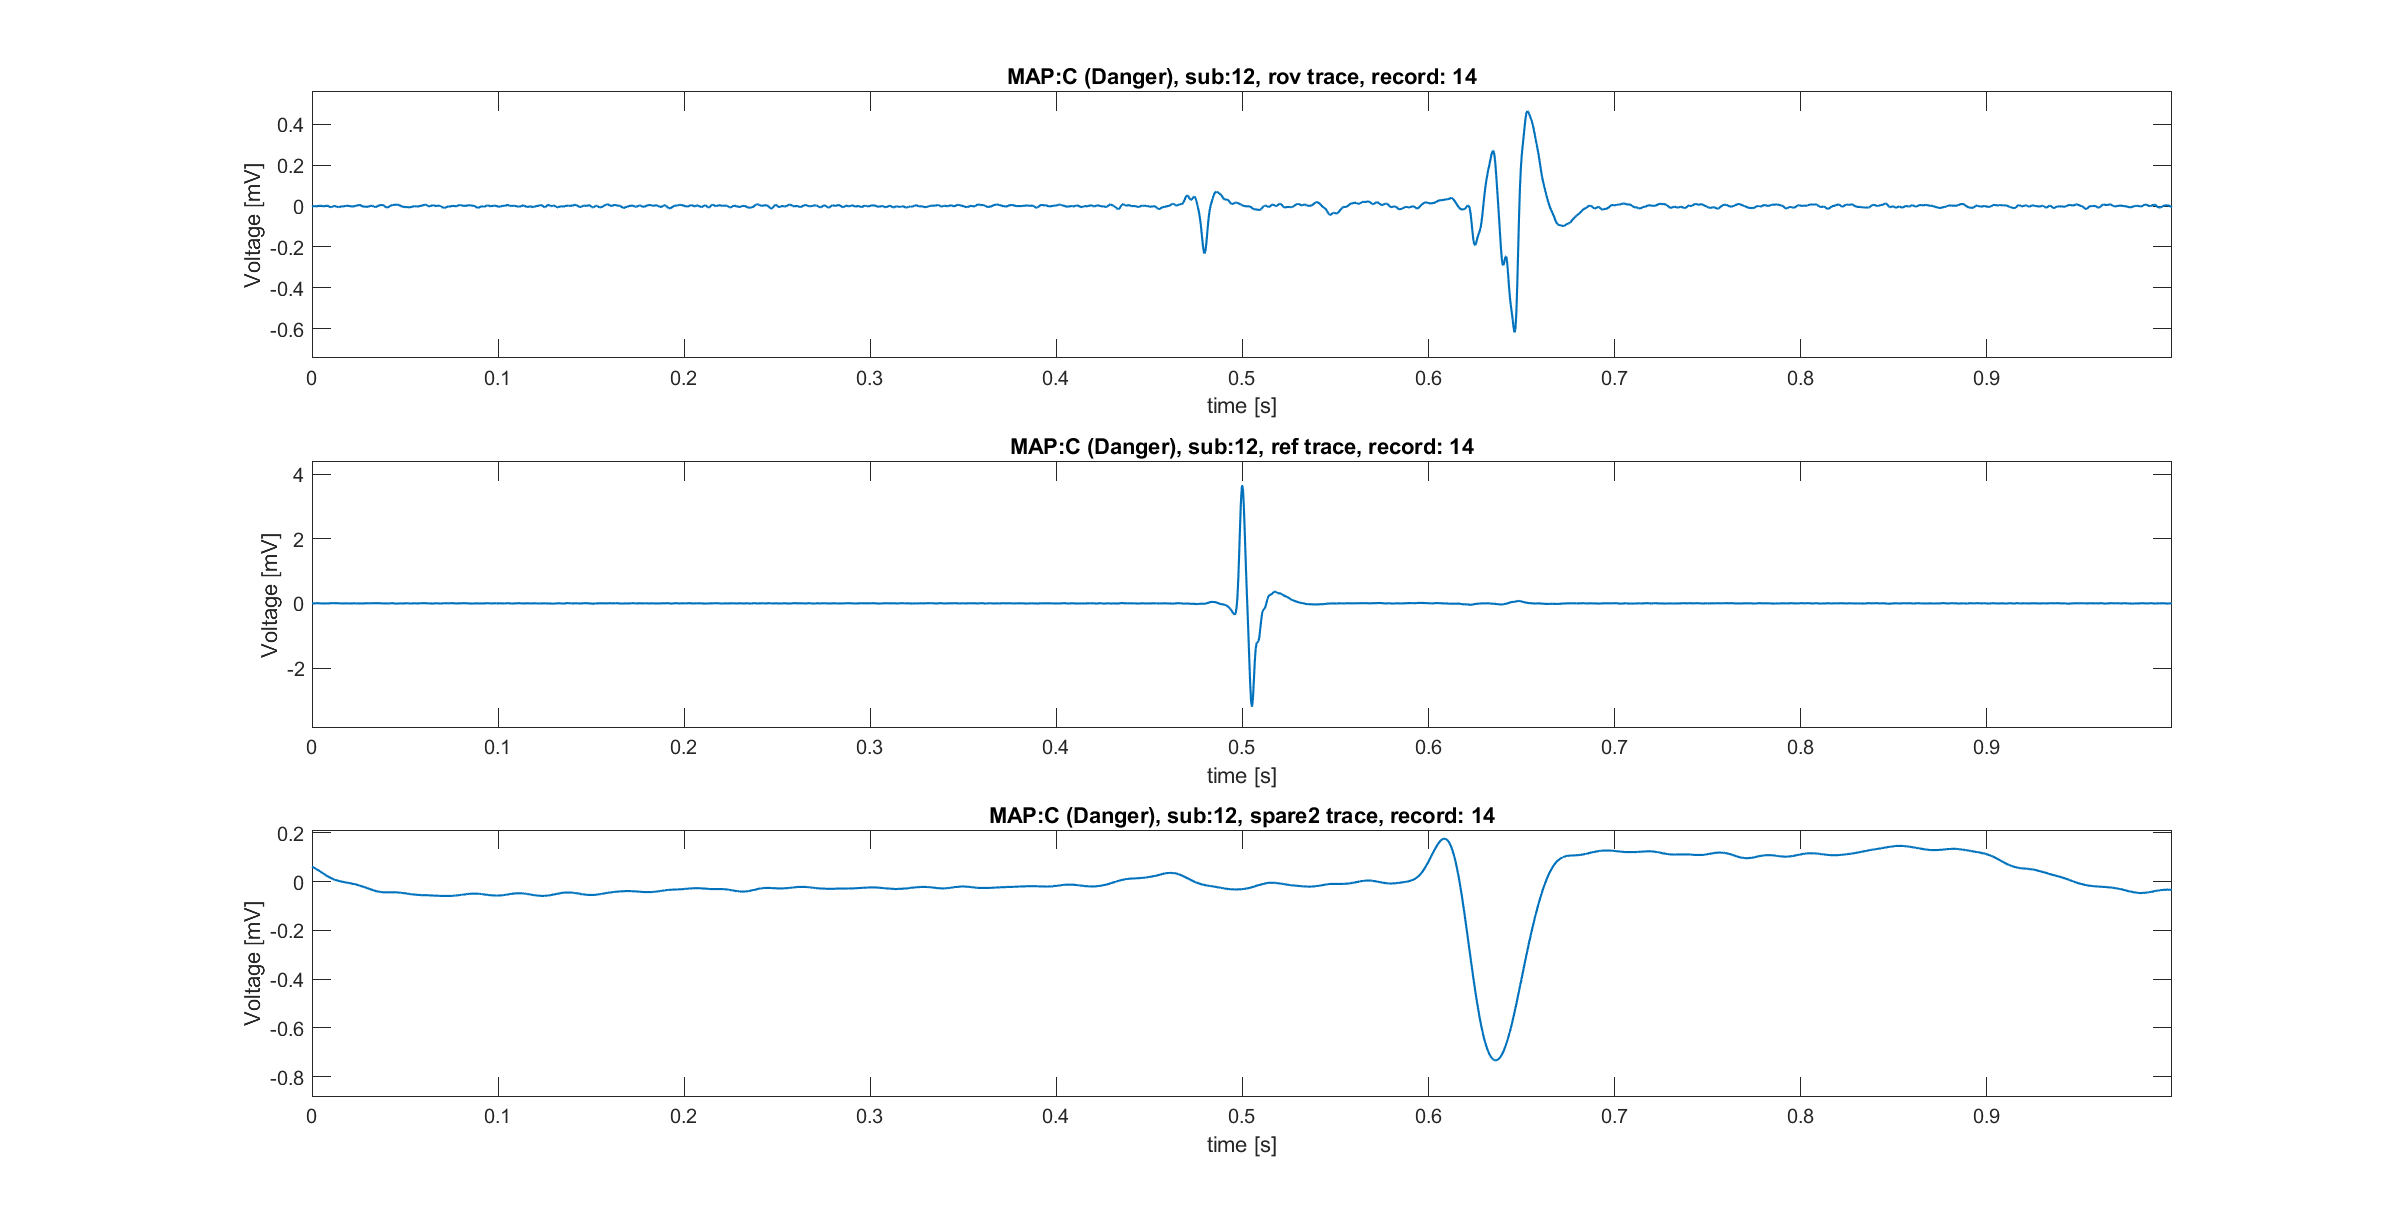 MAP:C (Danger), sub:12, rov trace, record: 14
Voltage [mV]
0.4
0.2
0
-0.2
-0.4
-0.6
0 0.1 0.2 0.3 0.4 0.5 0.6 0.7 0.8 0.9
time [s]
MAP:C (Danger), sub:12, ref trace, record: 14
Voltage [mV]
4
2
0
-2
0 0.1 0.2 0.3 0.4 0.5 0.6 0.7 0.8 0.9
time [s]
MAP:C (Danger), sub:12, spare2 trace, record: 14
Voltage [mV]
0.2
0
-0.2
-0.4
-0.6
-0.8
0 0.1 0.2 0.3 0.4 0.5 0.6 0.7 0.8 0.9
time [s]